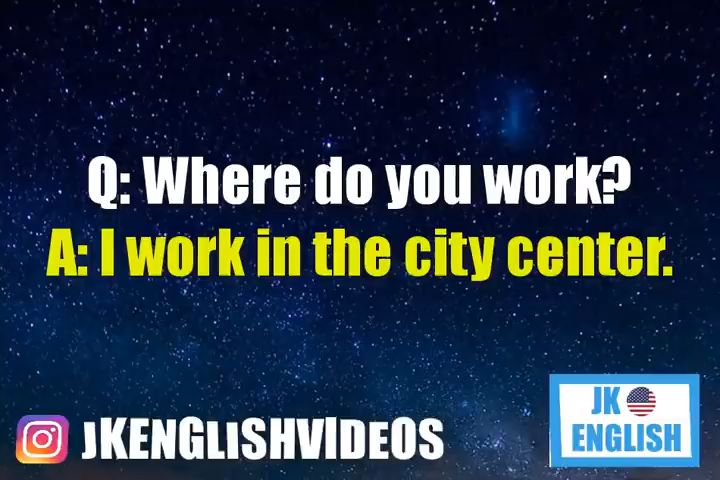 Q: Where do you work?
A: I work in the city center.
JKENGLISHVIDEOS
JK
ENGLISH